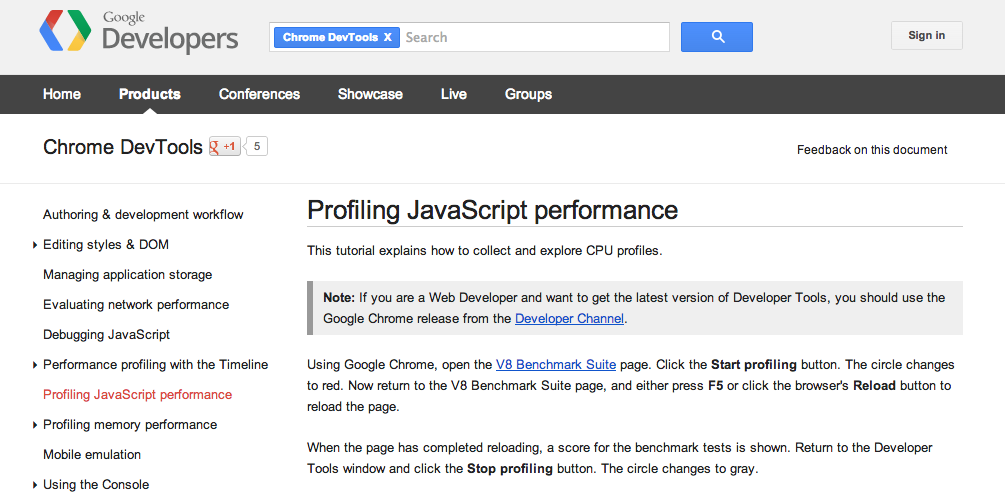 Google
Developers
Chrome DevTools X Search
Sign in
Home Products Conferences Showcase Live Groups
Chrome DevTools
g +1 5
Feedback on this document
Authoring & development workflow
Editing styles & DOM
Managing application storage
Evaluating network performance
Debugging JavaScript
Performance profiling with the Timeline
Profiling JavaScript performance
Profiling memory performance
Mobile emulation
Using the Console
Profiling JavaScript performance
This tutorial explains how to collect and explore CPU profiles.
Note: If you are a Web Developer and want to get the latest version of Developer Tools, you should use the
Google Chrome release from the Developer Channel.
Using Google Chrome, open the V8 Benchmark Suite page. Click the Start profiling button. The circle changes
to red. Now return to the V8 Benchmark Suite page, and either press F5 or click the browser's Reload button to
reload the page.
When the page has completed reloading, a score for the benchmark tests is shown. Return to the Developer
Tools window and click the Stop profiling button. The circle changes to gray.